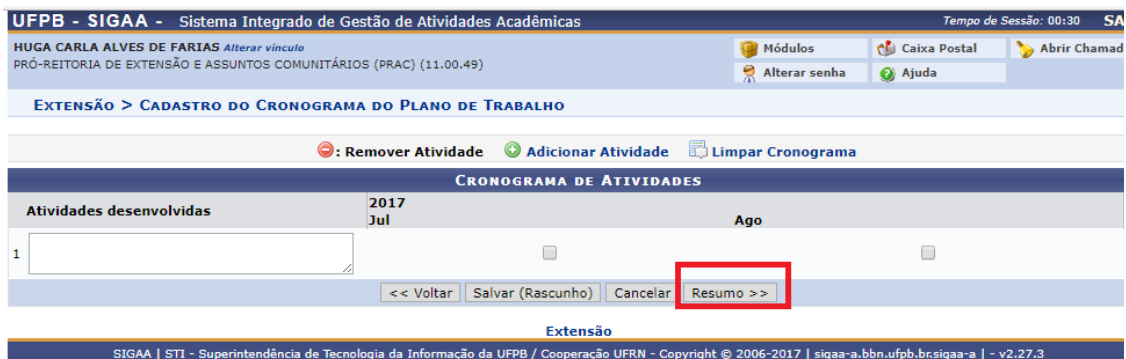 UFPB - SIGAA - Sistema Integrado de Gestão de Atividades Acadêmicas Tempo de Sessão: 00:30 SA
HUGA CARLA ALVES DE FARIAS Alterar vínculo
PRÓ-REITORIA DE EXTENSÃO E ASSUNTOS COMUNITÁRIOS (PRAC) (11.00.49)
Módulos Caixa Postal Abrir Chamad
Alterar senha Ajuda
EXTENSÃO > CADASTRO DO CRONOGRAMA DO PLANO DE TRABALHO
: Remover Atividade Adicionar Atividade Limpar Cronograma
CRONOGRAMA DE ATIVIDADES
Atividades desenvolvidas
2017
Jul Ago
1
<< Voltar Salvar (Rascunho) Cancelar Resumo >>
Extensão
SIGAA | STI - Superintendência de Tecnologia da Informação da UFPB / Cooperação UFRN - Copyright © 2006-2017 | sigaa-a.bbn.ufpb.br.sigaa-a | - v2.27.3